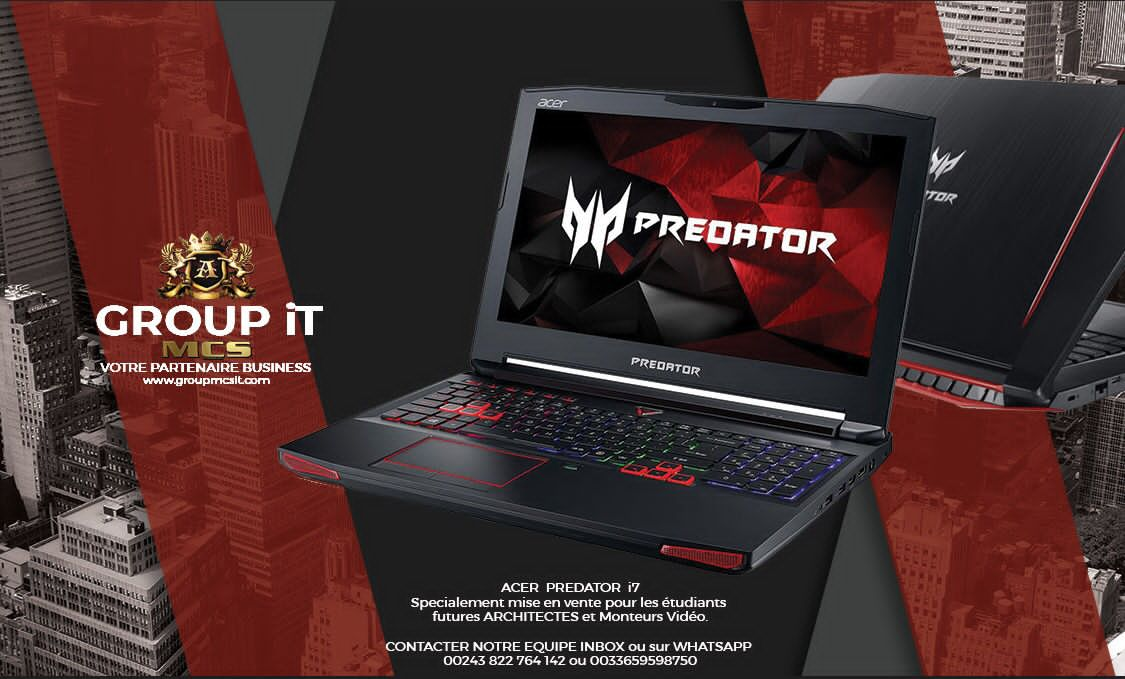 A
GROUP iT
MCS
VOTRE PARTENAIRE BUSINESS
www.groupmcsIt.com
acer
PREDATOR
PREDATOR
TOR
ACER PREDATOR i7
Specialement mise en vente pour les étudiants
futures ARCHITECTES et Monteurs Vidéo.
CONTACTER NOTRE EQUIPE INBOX ou sur WHATSAPP
00243 822 764 142 ou 0033659598750